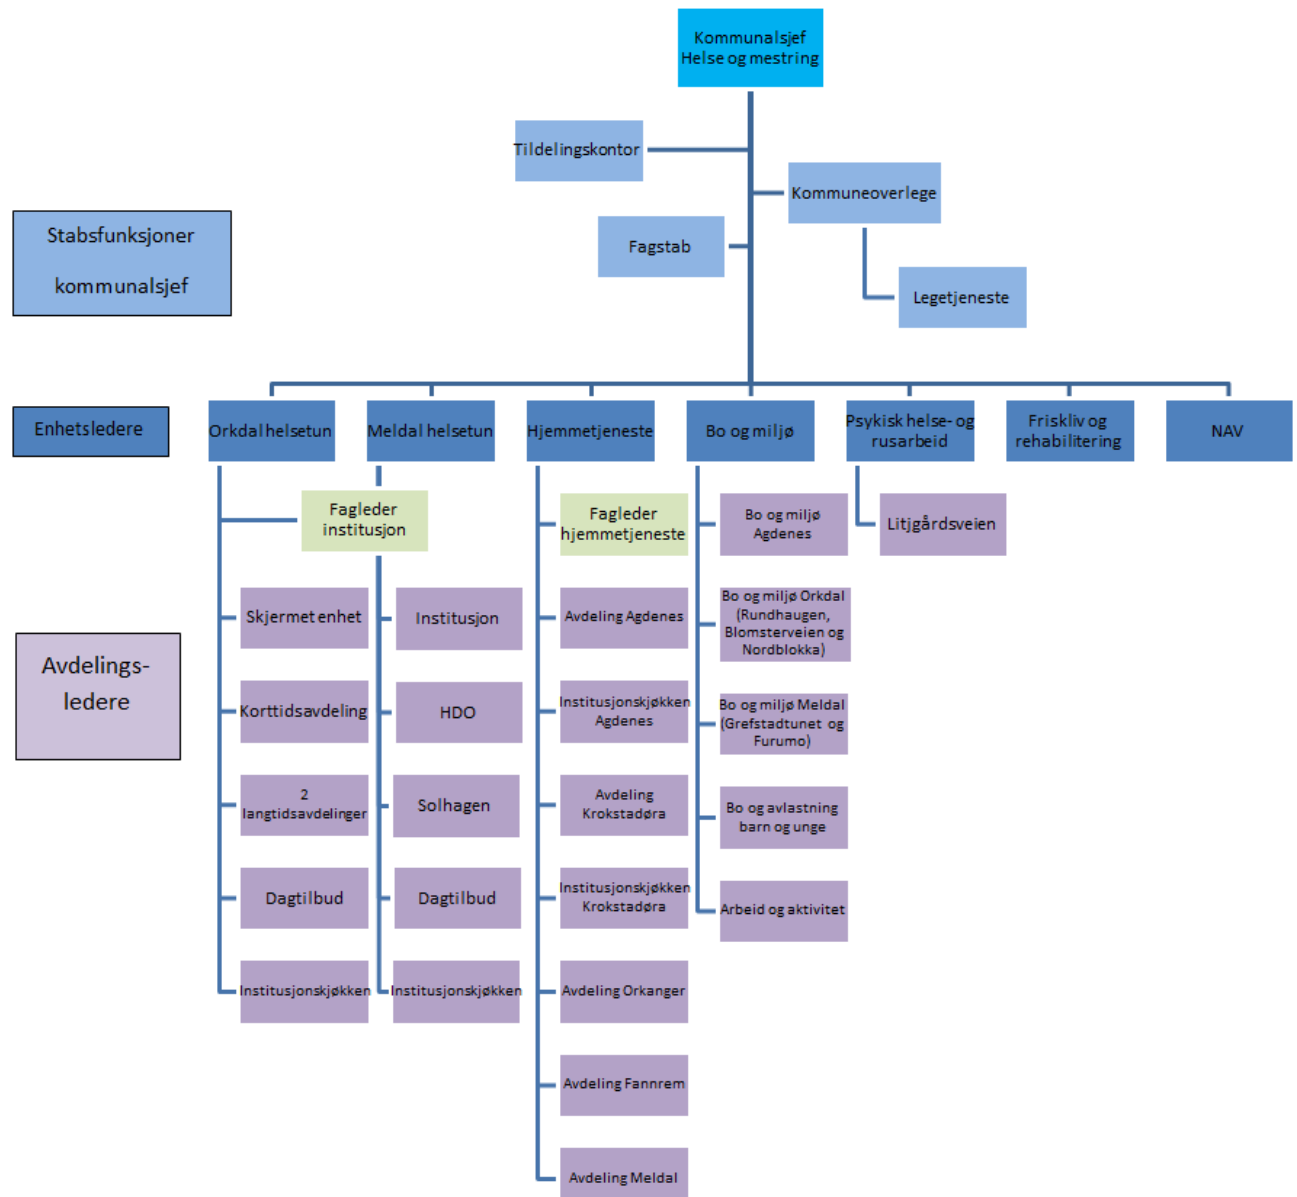 Kommunalsjef
Helse og mestring
Tildelingskontor
Kommuneoverlege
Stabsfunksjoner
kommunalsjef
Fagstab
Legetjeneste
Enhetsledere
Orkdal helsetun
Meldal helsetun
Hjemmetjeneste
Bo og miljø
Psykisk helse- og
rusarbeid
Friskliv og
rehabilitering
NAV
Fagleder
institusjon
Fagleder
hjemmetjeneste
Bo og miljø
Agdenes
Litjgårdsveien
Avdelings-
ledere
Skjermet enhet
Institusjon
Avdeling Agdenes
Bo og miljø Orkdal
(Rundhaugen,
Blomsterveien og
Nordblokka)
Korttidsavdeling
HDO
Institusjonskjøkken
Agdenes
Bo og miljø Meldal
(Grefstadtunet og
Furumo)
2
langtidsavdelinger
Solhagen
Avdeling
Krokstadøra
Bo og avlastning
barn og unge
Dagtilbud
Dagtilbud
Institusjonskjøkken
Krokstadøra
Arbeid og aktivitet
Institusjonskjøkken
Institusjonskjøkken
Avdeling Orkanger
Avdeling Fannrem
Avdeling Meldal